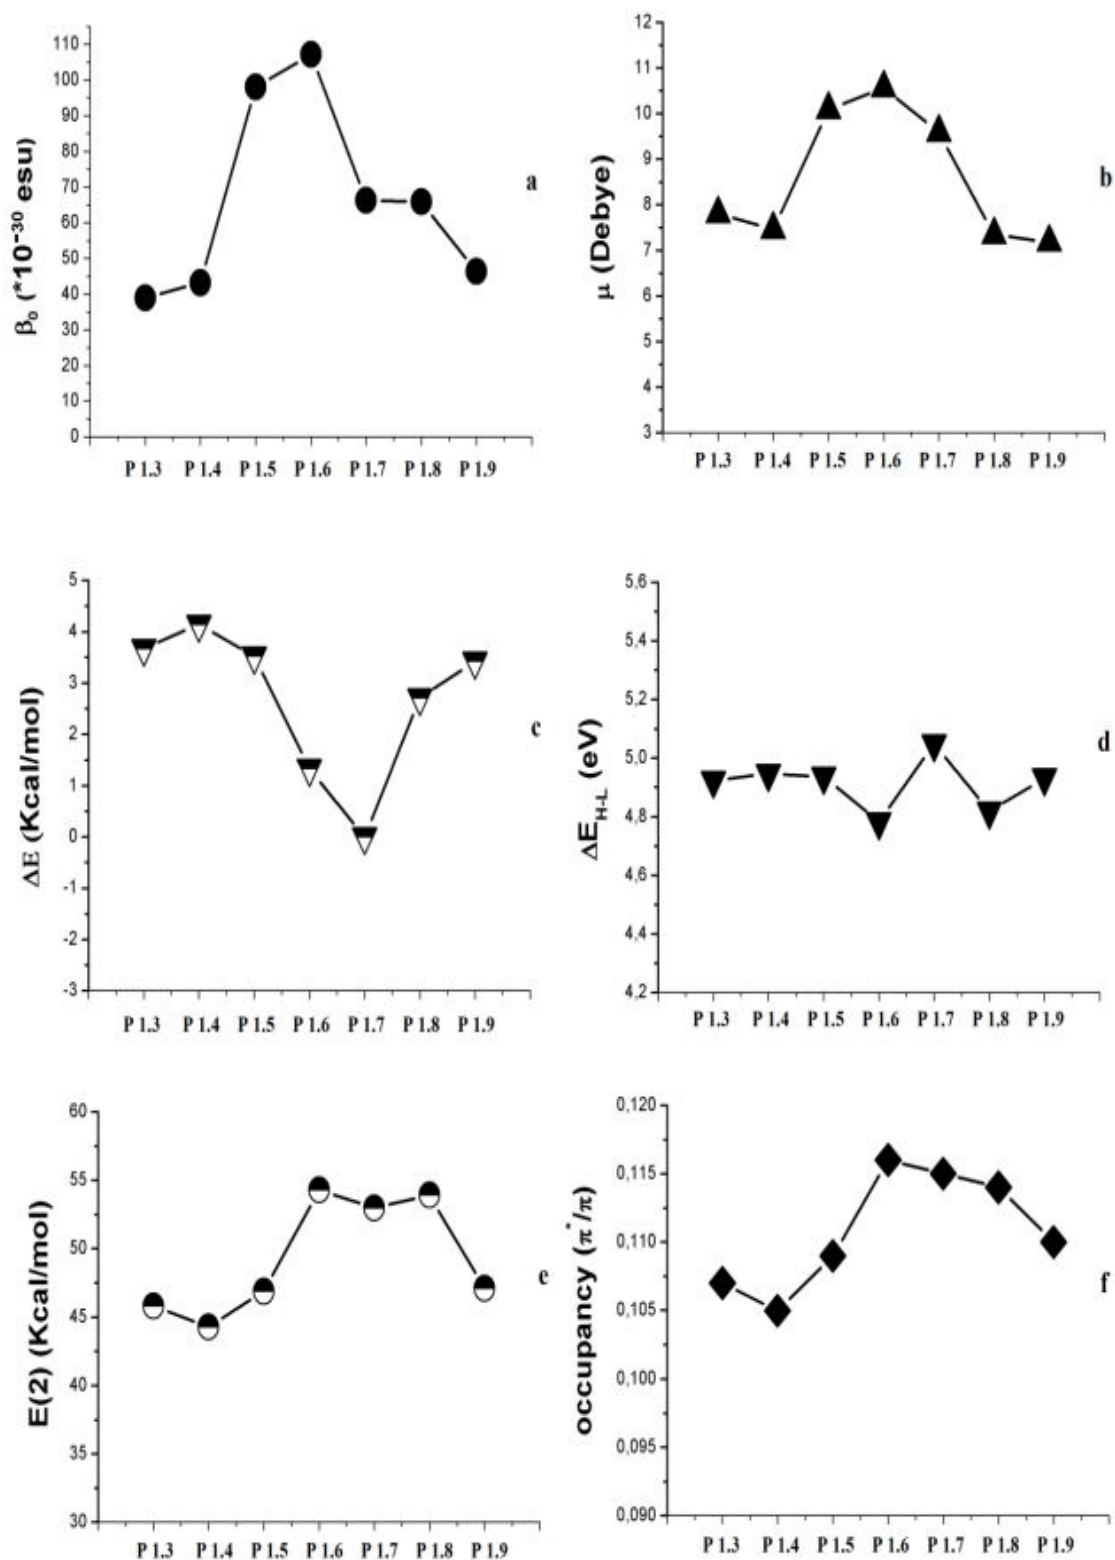 110
100
90
80
70
60
50
40
30
20
10
0
β₀ (*10⁻³⁰ esu)
P 1.3 P 1.4 P 1.5 P 1.6 P 1.7 P 1.8 P 1.9
a
12
11
10
9
8
7
6
5
4
3
μ (Debye)
P 1.3 P 1.4 P 1.5 P 1.6 P 1.7 P 1.8 P 1.9
b
5
4
3
2
1
0
-1
-2
-3
ΔE (Kcal/mol)
P 1.3 P 1.4 P 1.5 P 1.6 P 1.7 P 1.8 P 1.9
c
5,6
5,4
5,2
5,0
4,8
4,6
4,4
4,2
ΔE_H-L (eV)
P 1.3 P 1.4 P 1.5 P 1.6 P 1.7 P 1.8 P 1.9
d
60
55
50
45
40
35
30
E(2) (Kcal/mol)
P 1.3 P 1.4 P 1.5 P 1.6 P 1.7 P 1.8 P 1.9
e
0,120
0,115
0,110
0,105
0,100
0,095
0,090
occupancy (π*/π)
P 1.3 P 1.4 P 1.5 P 1.6 P 1.7 P 1.8 P 1.9
f